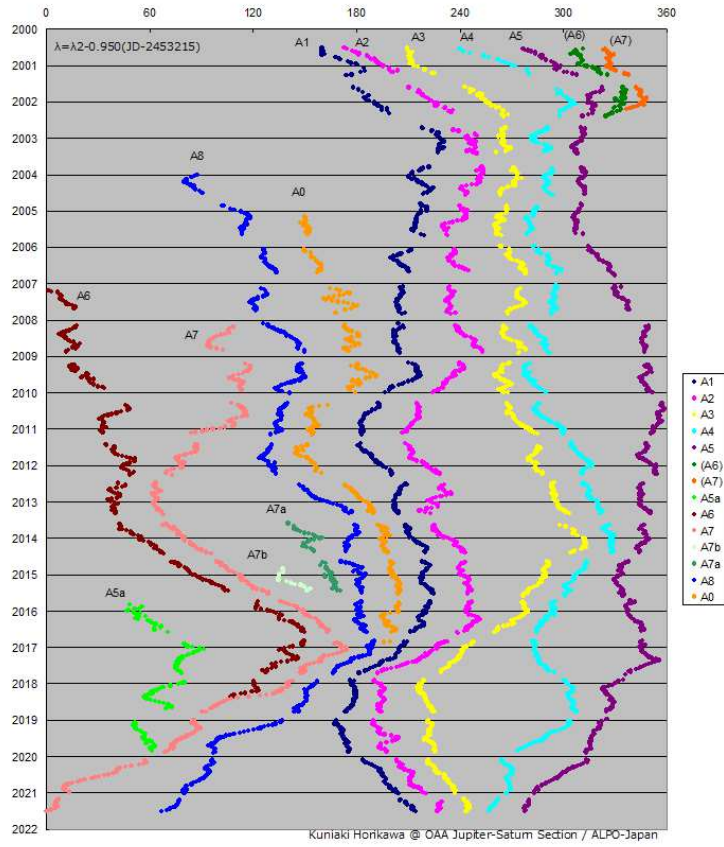 0 60 120 180 240 300 360
2000
λ=λ2-0.950(JD-2453215)
A1 A2 A3 A4 A5 (A6) (A7)
2001
2002
2003
2004
A8
A0
2005
2006
2007
A6
2008
A7
2009
2010
A1
A2
2011
A3
A4
2012
A5
(A6)
2013
(A7)
A5a
A7a
2014
A6
A7
A7b
A7b
2015
A7a
A8
A5a
A0
2016
2017
2018
2019
2020
2021
2022
Kuniaki Horikawa @ OAA Jupiter-Saturn Section / ALPO-Japan